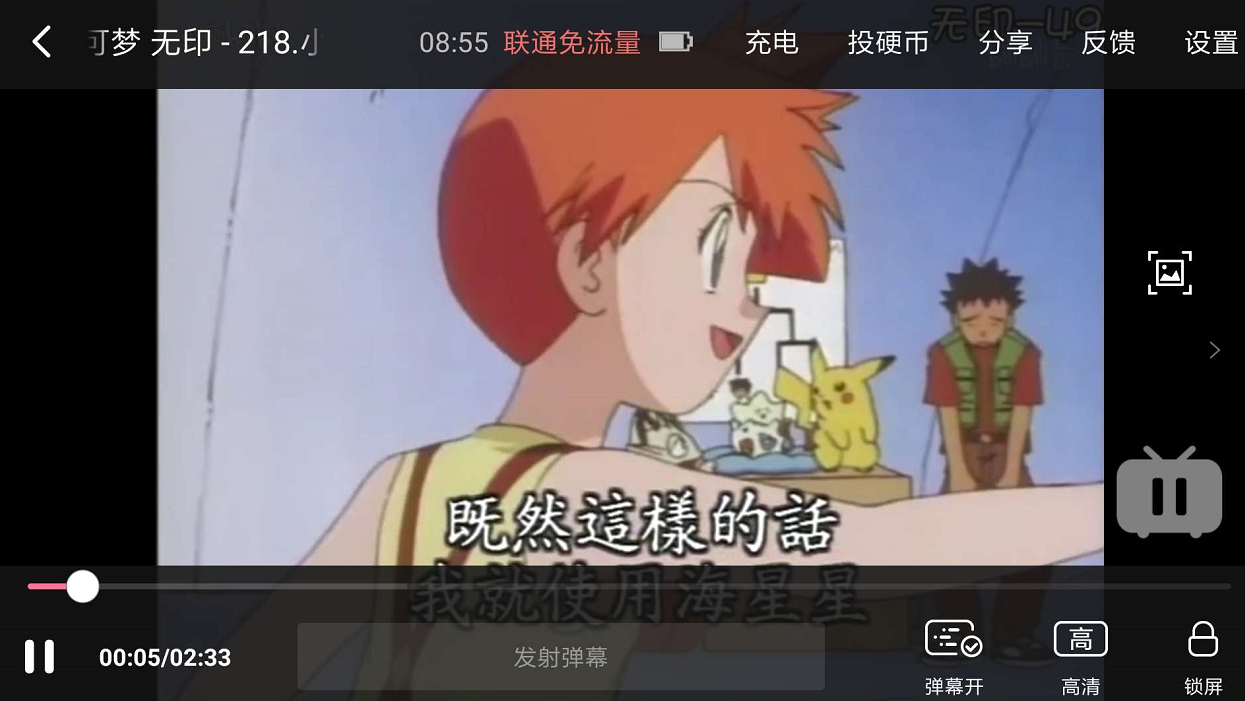 可梦 无印 - 218.小
08:55
联通免流量
充电
投硬币
分享
反馈
设置
无印-49
既然這樣的話
我就使用海星星
00:05/02:33
发射弹幕
弹幕开
高
高清
锁屏